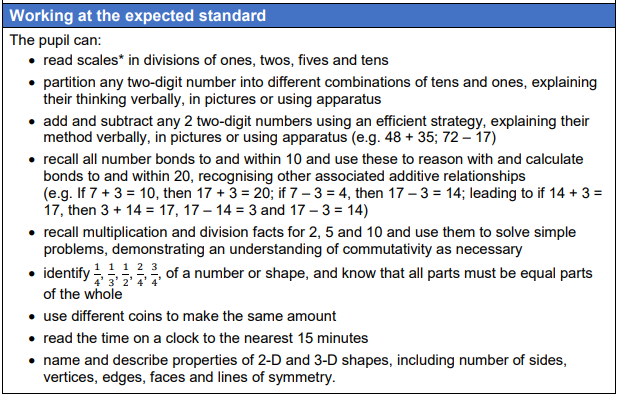 Working at the expected standard
The pupil can:
• read scales* in divisions of ones, twos, fives and tens
• partition any two-digit number into different combinations of tens and ones, explaining
their thinking verbally, in pictures or using apparatus
• add and subtract any 2 two-digit numbers using an efficient strategy, explaining their
method verbally, in pictures or using apparatus (e.g. 48 + 35; 72 – 17)
• recall all number bonds to and within 10 and use these to reason with and calculate
bonds to and within 20, recognising other associated additive relationships
(e.g. If 7 + 3 = 10, then 17 + 3 = 20; if 7 – 3 = 4, then 17 – 3 = 14; leading to if 14 + 3 =
17, then 3 + 14 = 17, 17 – 14 = 3 and 17 – 3 = 14)
• recall multiplication and division facts for 2, 5 and 10 and use them to solve simple
problems, demonstrating an understanding of commutativity as necessary
• identify 1/4, 1/3, 1/2, 2/4, 3/4, of a number or shape, and know that all parts must be equal parts
of the whole
• use different coins to make the same amount
• read the time on a clock to the nearest 15 minutes
• name and describe properties of 2-D and 3-D shapes, including number of sides,
vertices, edges, faces and lines of symmetry.